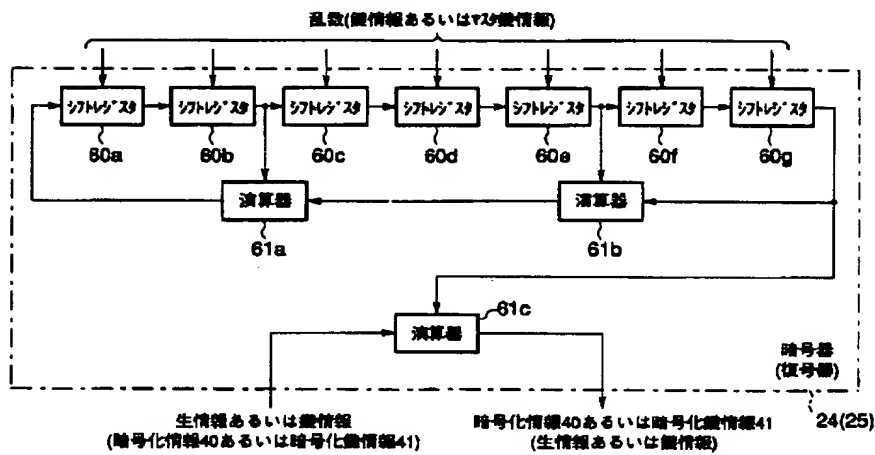 乱数(鍵情報あるいはマスタ鍵情報)
シフトレジスタ シフトレジスタ シフトレジスタ シフトレジスタ シフトレジスタ シフトレジスタ シフトレジスタ
60a 60b 60c 60d 60e 60f 60g
演算器 演算器
61a 61b
61c
演算器
暗号器
(復号器)
24(25)
生情報あるいは鍵情報
(暗号化情報40あるいは暗号化鍵情報41)
暗号化情報40あるいは暗号化鍵情報41
(生情報あるいは鍵情報)